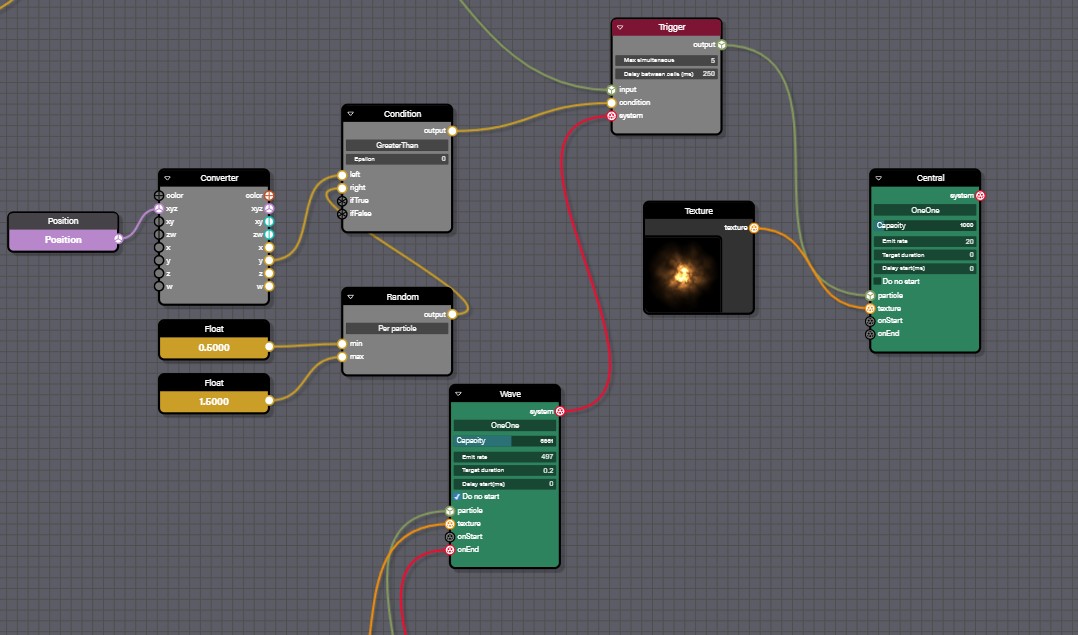 Trigger
output
Max simultaneous 5
Delay between calls (ms) 250
input
condition
system
Condition
output
GreaterThan
Epsilon 0
left
right
ifTrue
ifFalse
Converter
color color
xyz xyz
xy xy
zw zw
x x
y y
z z
w w
Position
Position
Central
system
OneOne
Capacity 1000
Emit rate 20
Target duration 0
Delay start(ms) 0
Do no start
particle
texture
onStart
onEnd
Texture
texture
Random
output
Per particle
min
max
Float
0.5000
Float
1.5000
Wave
system
OneOne
Capacity
Emit rate 497
Target duration 0.2
Delay start(ms) 0
Do no start
particle
texture
onStart
onEnd